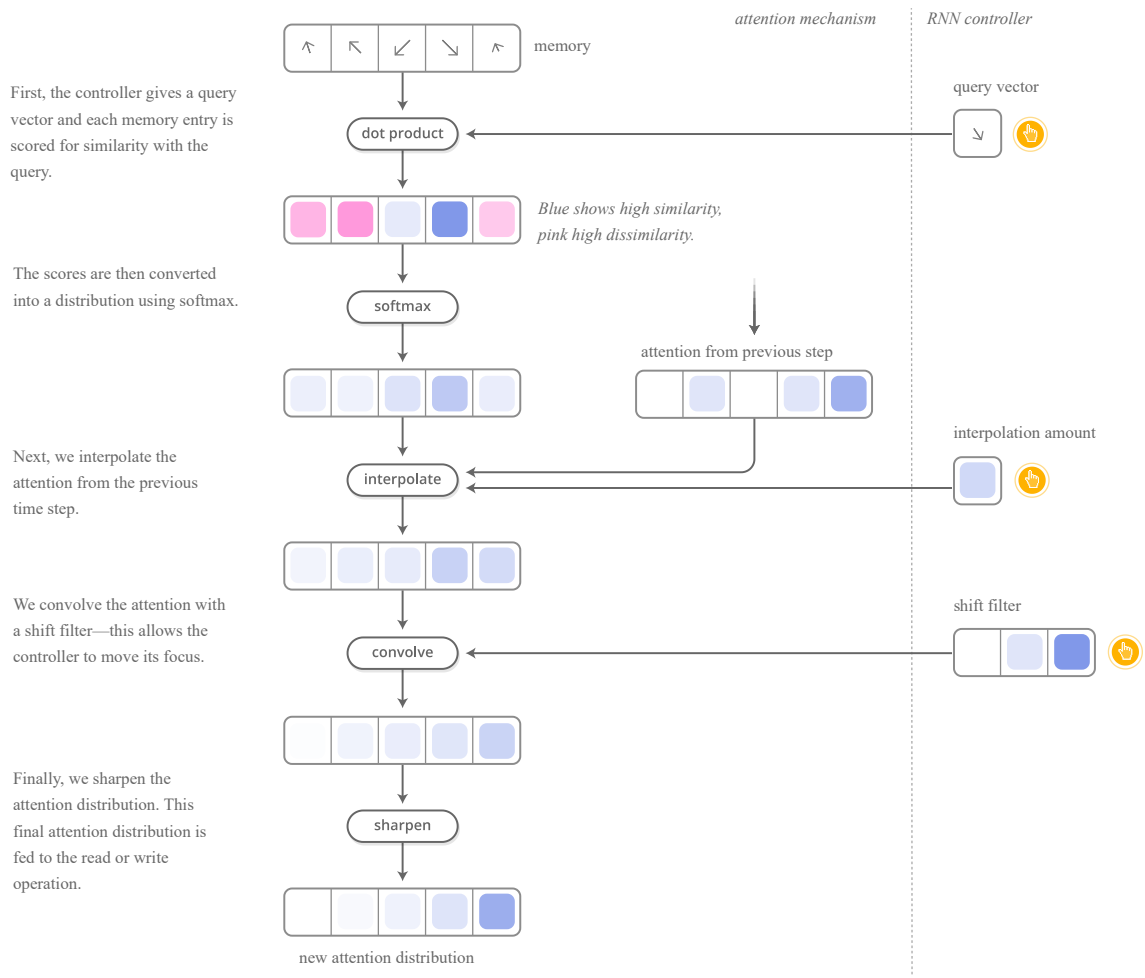 attention mechanism
RNN controller
memory
First, the controller gives a query
vector and each memory entry is
scored for similarity with the
query.
query vector
dot product
Blue shows high similarity,
pink high dissimilarity.
The scores are then converted
into a distribution using softmax.
softmax
attention from previous step
interpolation amount
Next, we interpolate the
attention from the previous
time step.
interpolate
We convolve the attention with
a shift filter—this allows the
controller to move its focus.
shift filter
convolve
Finally, we sharpen the
attention distribution. This
final attention distribution is
fed to the read or write
operation.
sharpen
new attention distribution